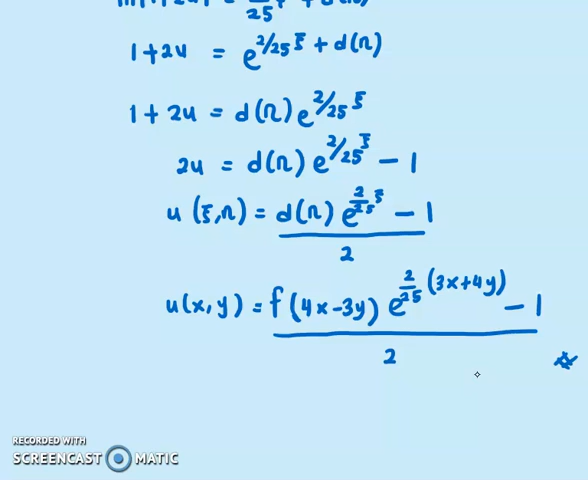 25
1+2u = e^{2/25 ξ + d(η)}
1 + 2u = d(η) e^{2/25 ξ}
2u = d(η) e^{2/25 ξ} − 1
u(ξ,η) = d(η) e^{2/25 ξ} − 1
2
u(x,y) = f(4x−3y) e^{2/25 (3x+4y)} − 1
2
RECORDED WITH
SCREENCAST MATIC